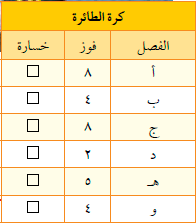 كرة الطائرة
الفصل فوز خسارة
أ ٨ □
ب ٤ □
ج ٨ □
د ٢ □
هـ ٥ □
و ٤ □